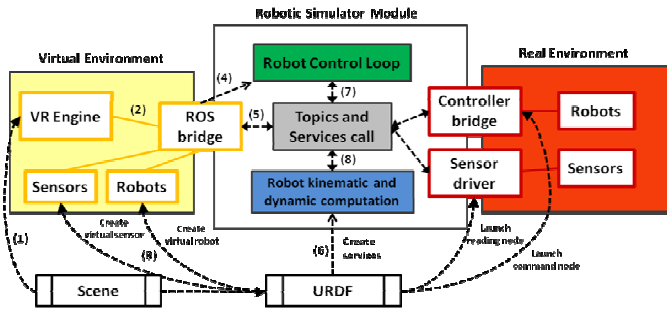 Robotic Simulator Module
Virtual Environment
Real Environment
(4)
Robot Control Loop
(7)
VR Engine
(2)
ROS
bridge
(5)
Topics and
Services call
Controller
bridge
Robots
(8)
Sensors
Robots
Robot kinematic and
dynamic computation
Sensor
driver
Sensors
Create
virtual sensor
Create
virtual robot
(1)
(3)
(6)
Create
services
Launch
reading node
Launch
command node
Scene
URDF